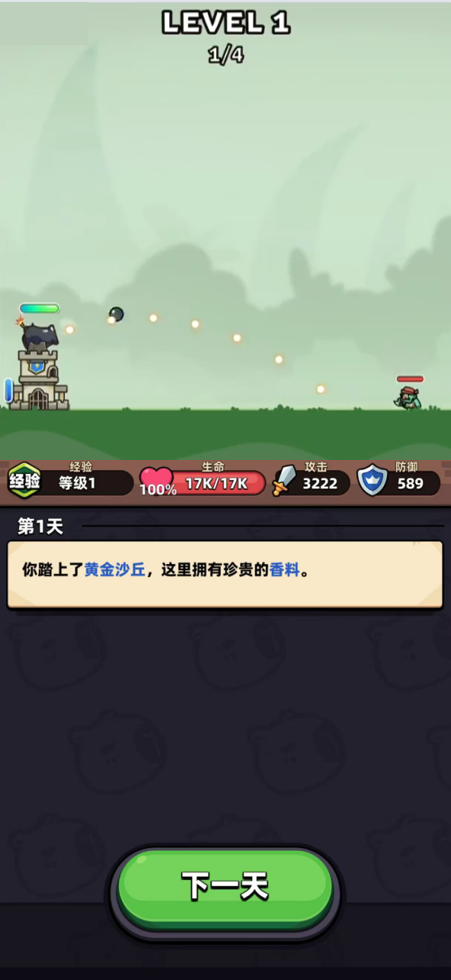 LEVEL 1
1/4
经验
经验
等级1
生命
100%
17K/17K
攻击
3222
防御
589
第1天
你踏上了黄金沙丘，这里拥有珍贵的香料。
下一天